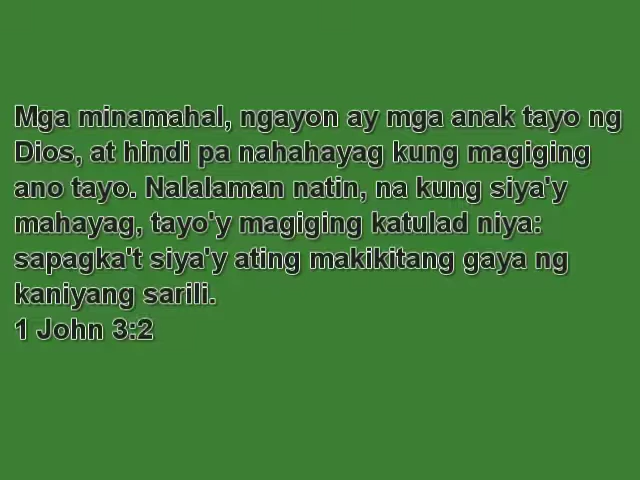 Mga minamahal, ngayon ay mga anak tayo ng
Dios, at hindi pa nahahayag kung magiging
ano tayo. Nalalaman natin, na kung siya'y
mahayag, tayo'y magiging katulad niya:
sapagka't siya'y ating makikitang gaya ng
kaniyang sarili.
1 John 3:2